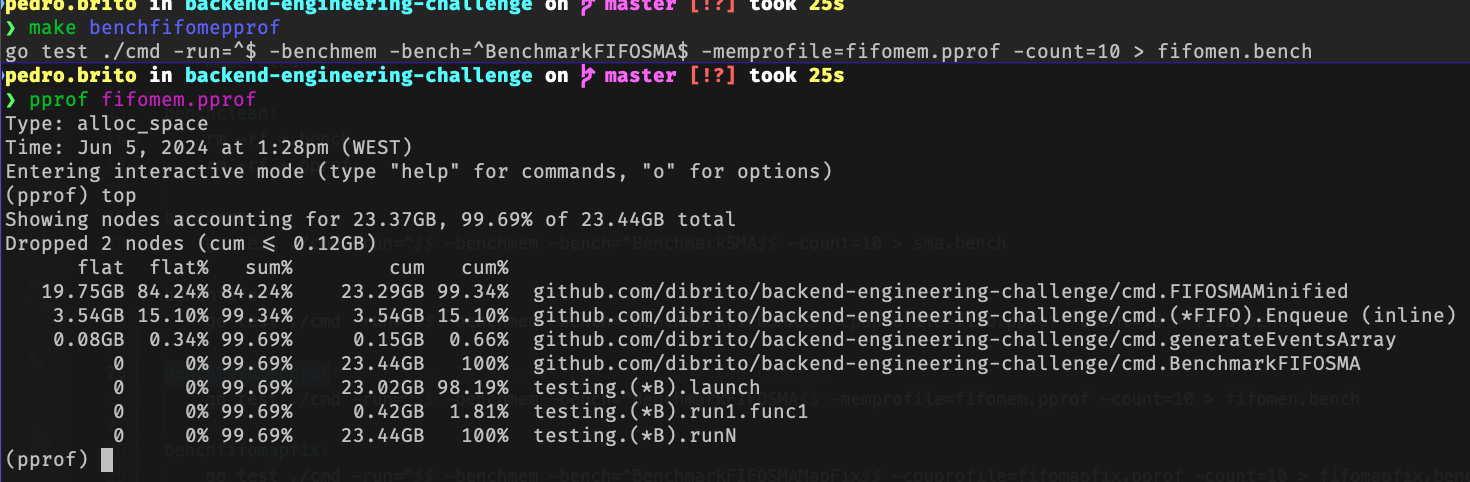 pedro.brito in backend-engineering-challenge on master [!?] took 25s
❯ make benchfifomepprof
go test ./cmd -run=^$ -benchmem -bench=^BenchmarkFIFOSMA$ -memprofile=fifomem.pprof -count=10 > fifomen.bench
pedro.brito in backend-engineering-challenge on master [!?] took 25s
❯ pprof fifomem.pprof
Type: alloc_space
Time: Jun 5, 2024 at 1:28pm (WEST)
Entering interactive mode (type "help" for commands, "o" for options)
(pprof) top
Showing nodes accounting for 23.37GB, 99.69% of 23.44GB total
Dropped 2 nodes (cum <= 0.12GB)
flat flat% sum% cum cum%
19.75GB 84.24% 84.24% 23.29GB 99.34% github.com/dibrito/backend-engineering-challenge/cmd.FIFOSMAMinified
3.54GB 15.10% 99.34% 3.54GB 15.10% github.com/dibrito/backend-engineering-challenge/cmd.(*FIFO).Enqueue (inline)
0.08GB 0.34% 99.69% 0.15GB 0.66% github.com/dibrito/backend-engineering-challenge/cmd.generateEventsArray
0 0% 99.69% 23.44GB 100% github.com/dibrito/backend-engineering-challenge/cmd.BenchmarkFIFOSMA
0 0% 99.69% 23.02GB 98.19% testing.(*B).launch
0 0% 99.69% 0.42GB 1.81% testing.(*B).run1.func1
0 0% 99.69% 23.44GB 100% testing.(*B).runN
(pprof)